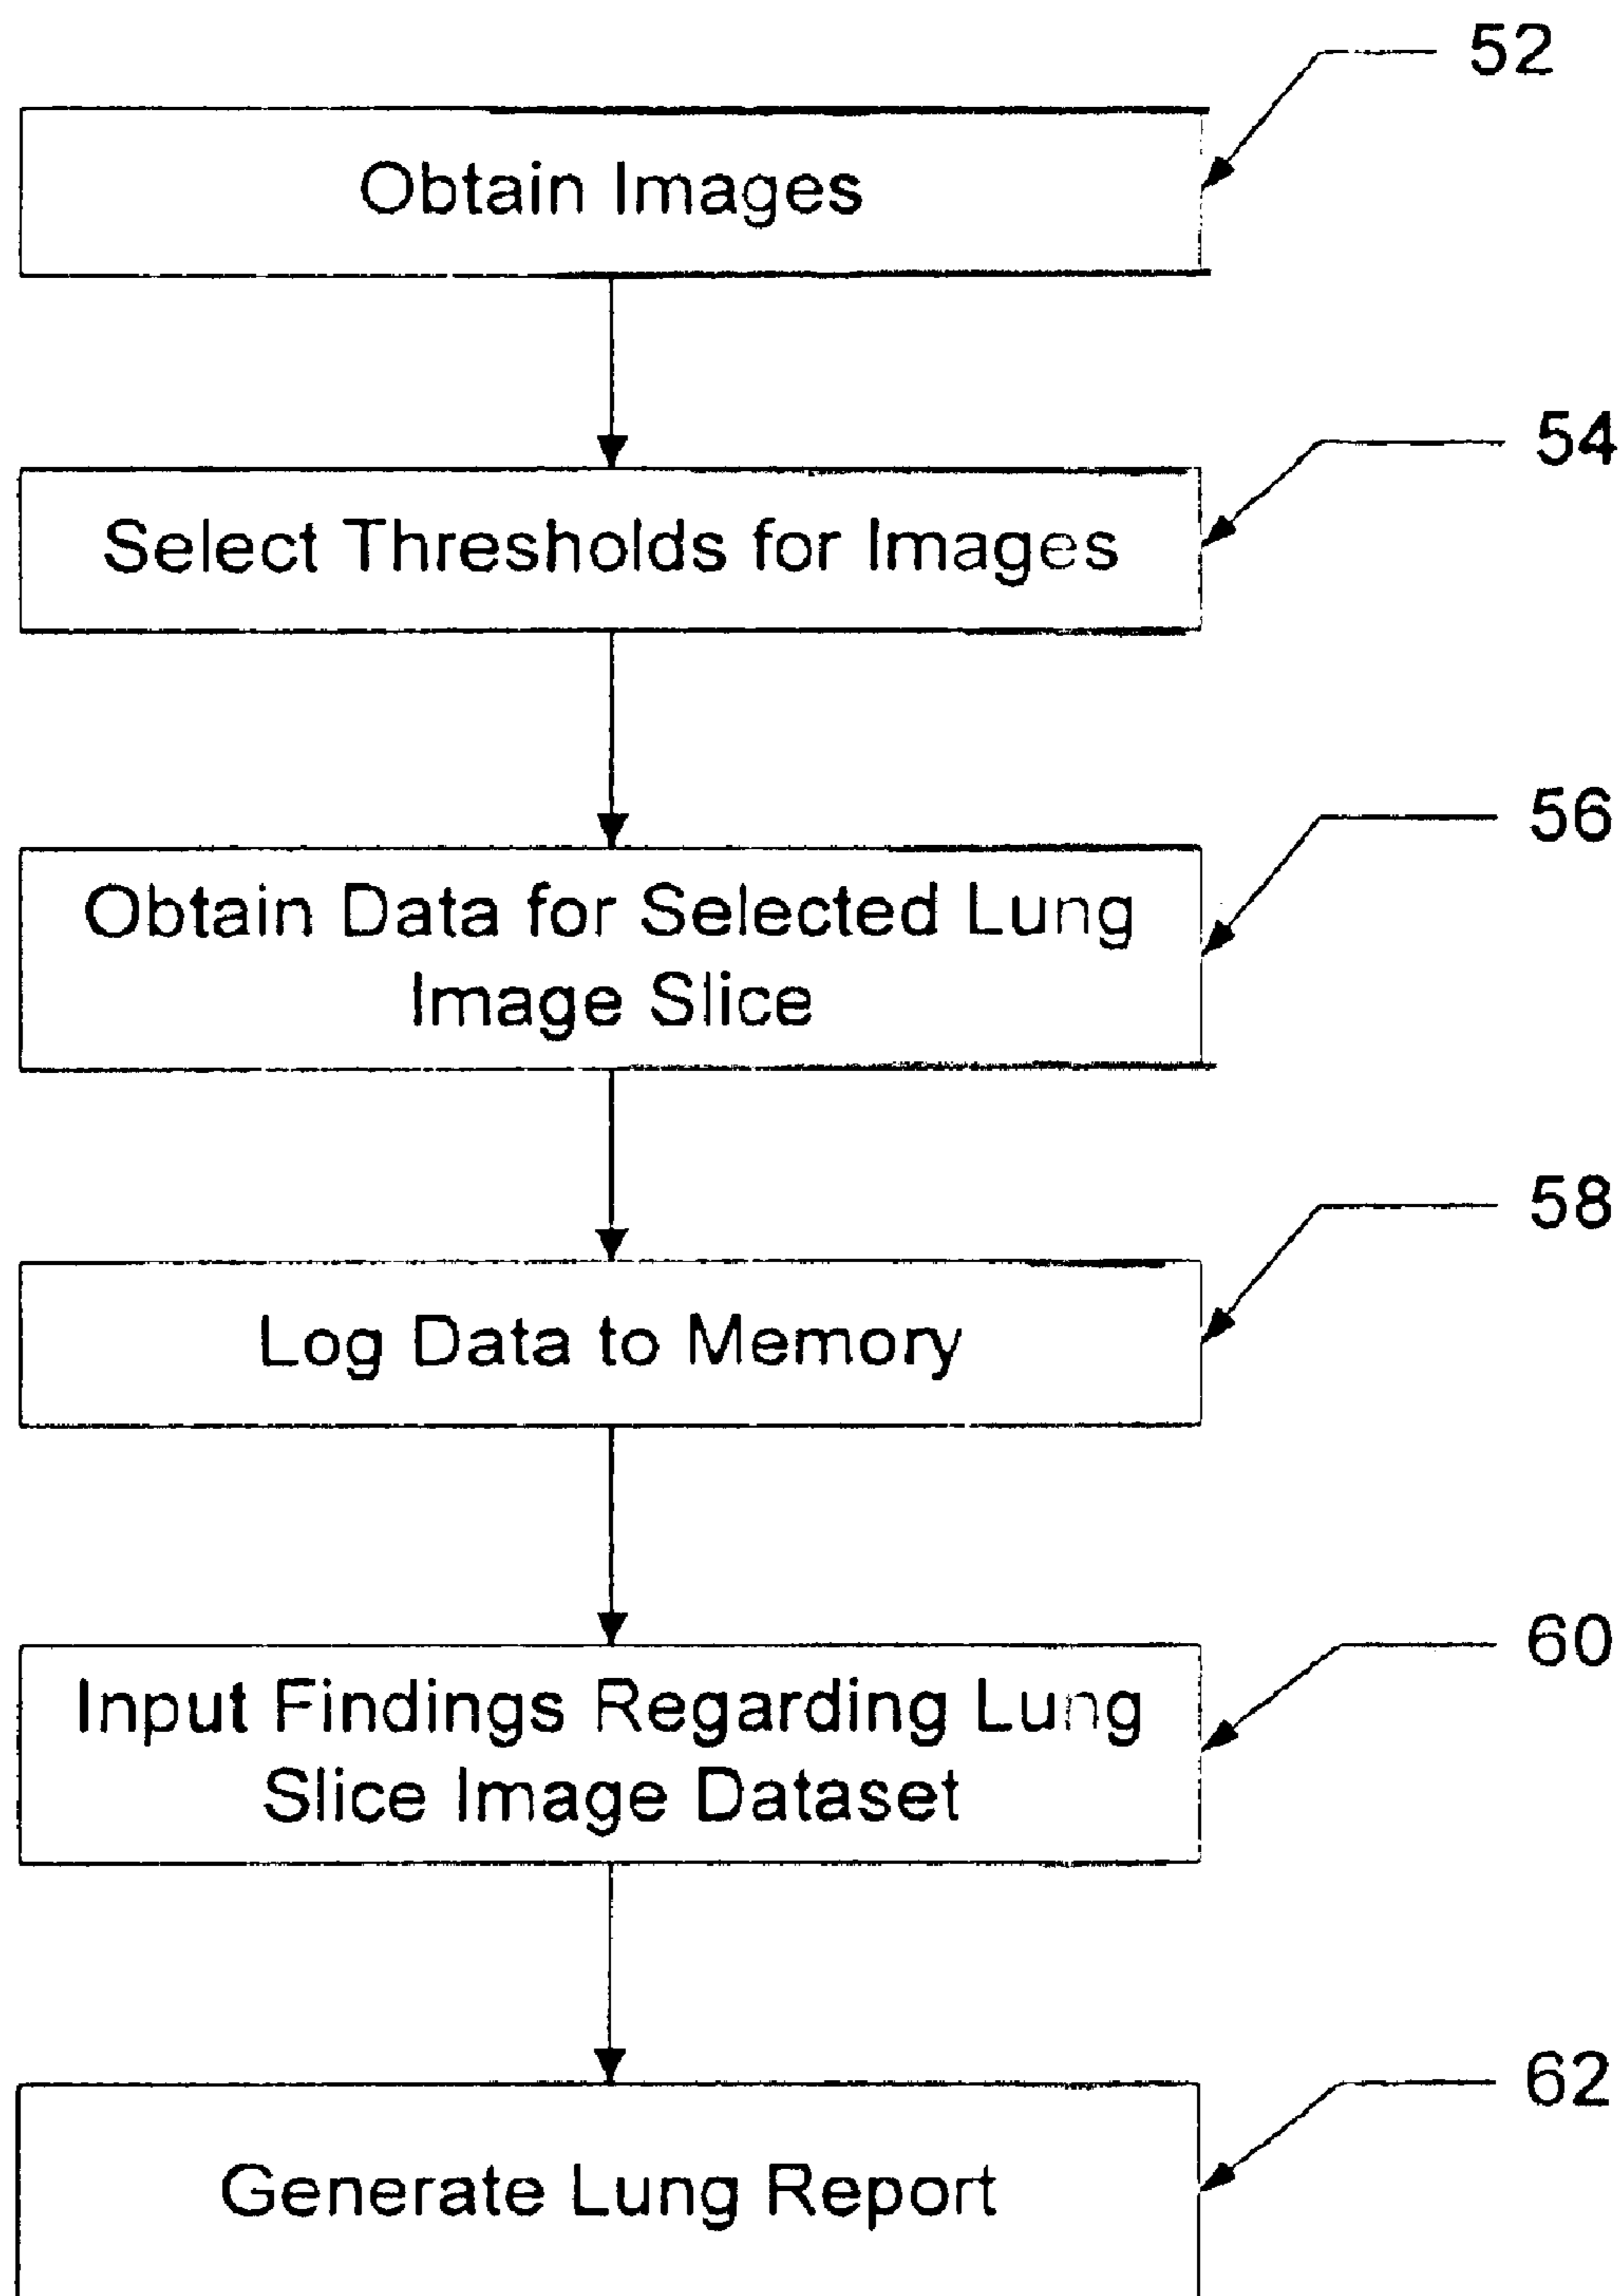 52
Obtain Images
54
Select Thresholds for Images
56
Obtain Data for Selected Lung
Image Slice
58
Log Data to Memory
60
Input Findings Regarding Lung
Slice Image Dataset
62
Generate Lung Report